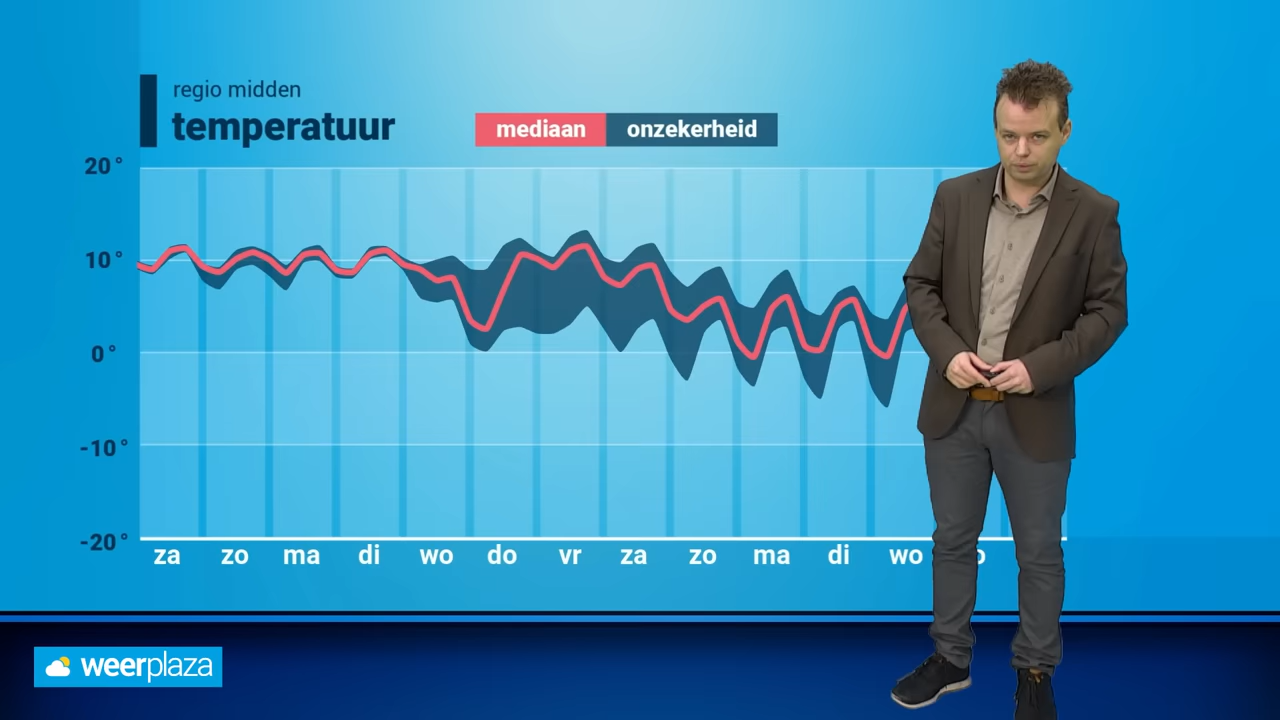 regio midden
temperatuur
mediaan onzekerheid
20°
10°
0°
-10°
-20°
za zo ma di wo do vr za zo ma di wo
weerplaza